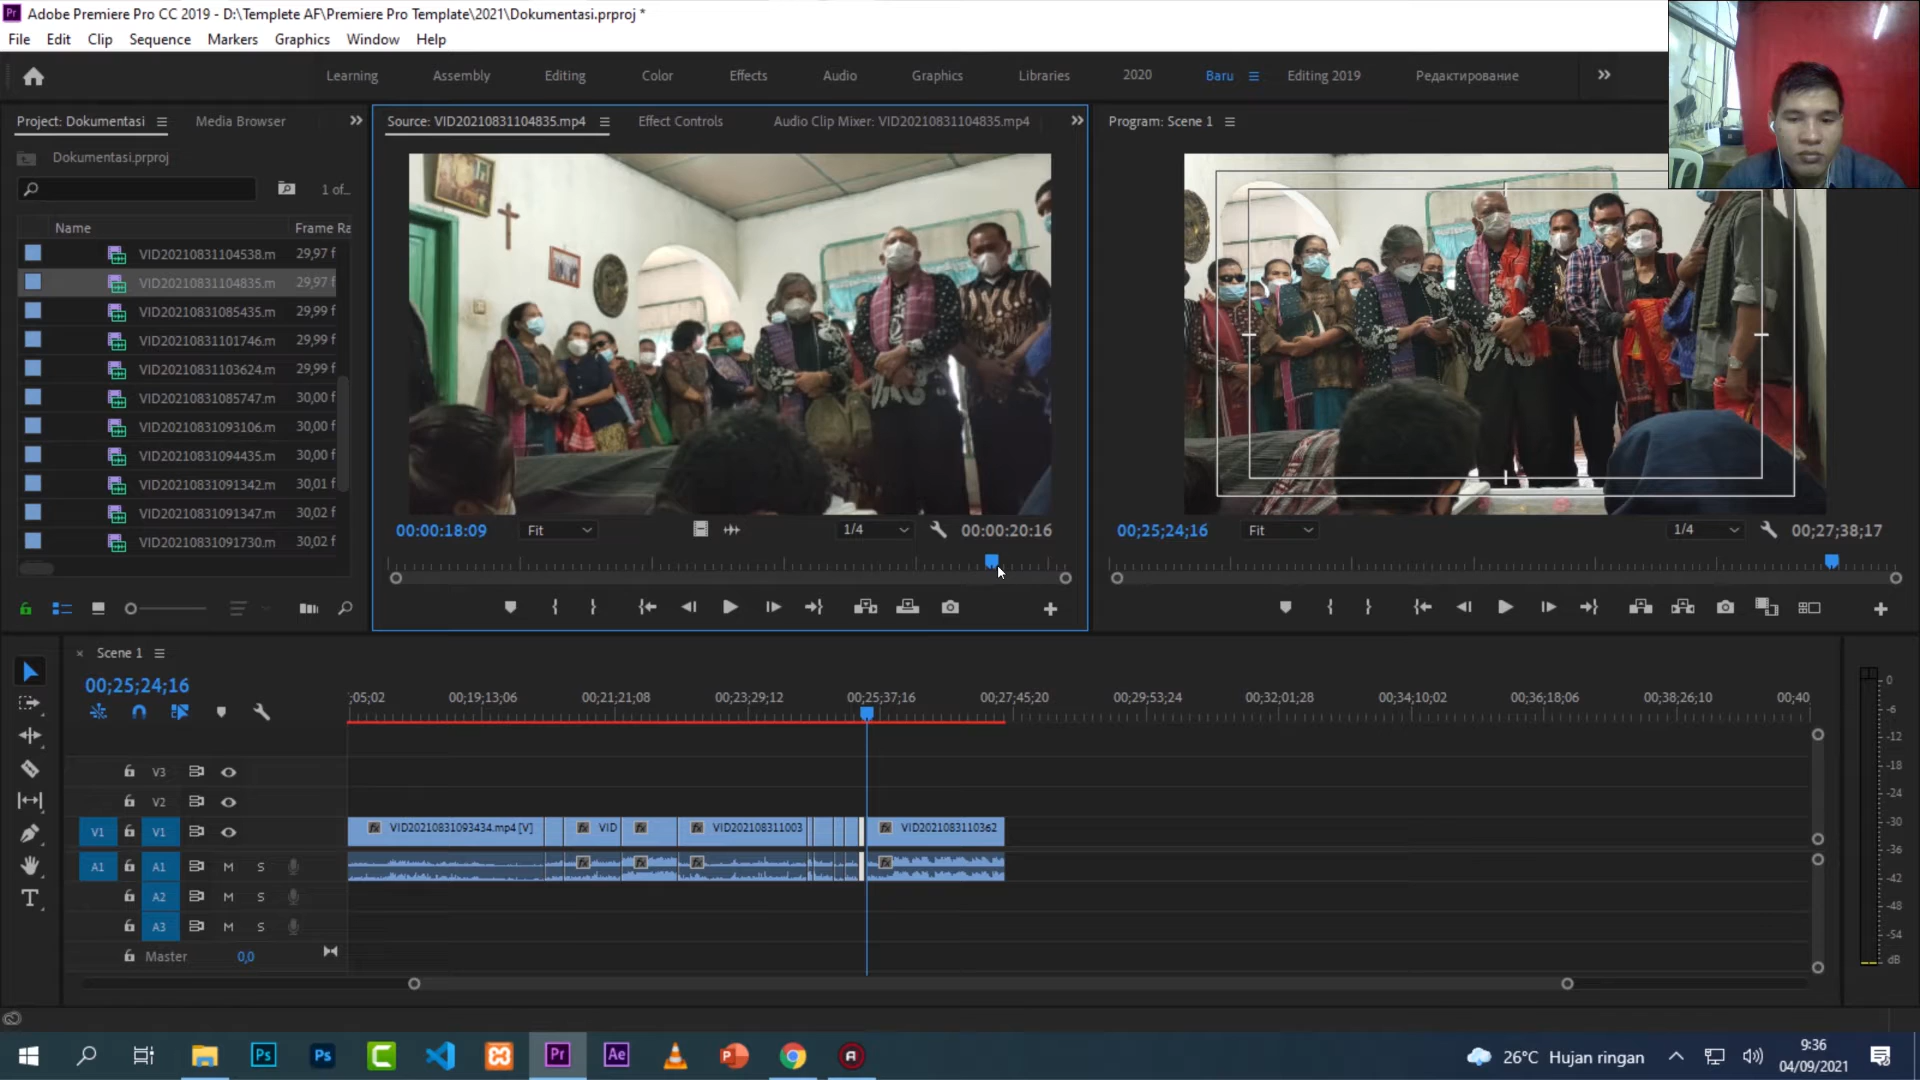 Adobe Premiere Pro CC 2019 - D:\Templete AF\Premiere Pro Template\2021\Dokumentasi.prproj *
File Edit Clip Sequence Markers Graphics Window Help
Learning Assembly Editing Color Effects Audio Graphics Libraries 2020 Baru Editing 2019 Редактирование
Project: Dokumentasi Media Browser
Source: VID20210831104835.mp4 Effect Controls Audio Clip Mixer: VID20210831104835.mp4
Program: Scene 1
Dokumentasi.prproj
1 of...
Name Frame Ra
VID20210831104538.m 29,97 f
VID20210831104835.m 29,97 f
VID20210831085435.m 29,99 f
VID20210831101746.m 29,99 f
VID20210831103624.m 29,99 f
VID20210831085747.m 30,00 f
VID20210831093106.m 30,00 f
VID20210831094435.m 30,00 f
VID20210831091342.m 30,01 f
VID20210831091347.m 30,02 f
VID20210831091730.m 30,02 f
00:00:18:09 Fit 1/4 00:00:20:16
00;25;24;16 Fit 1/4 00;27;38;17
Scene 1
00;25;24;16
;05;02 00;19;13;06 00;21;21;08 00;23;29;12 00;25;37;16 00;27;45;20 00;29;53;24 00;32;01;28 00;34;10;02 00;36;18;06 00;38;26;10 00;40
V3
V2
V1 V1 VID20210831093434.mp4 [V] VID VID202108311003 VID2021083110362
A1 A1 M S
A2 M S
A3 M S
Master 0,0
0
-6
-12
-18
-24
-30
-36
-42
-48
-54
dB
Ps Ps Pr Ae
26°C Hujan ringan
9:36
04/09/2021